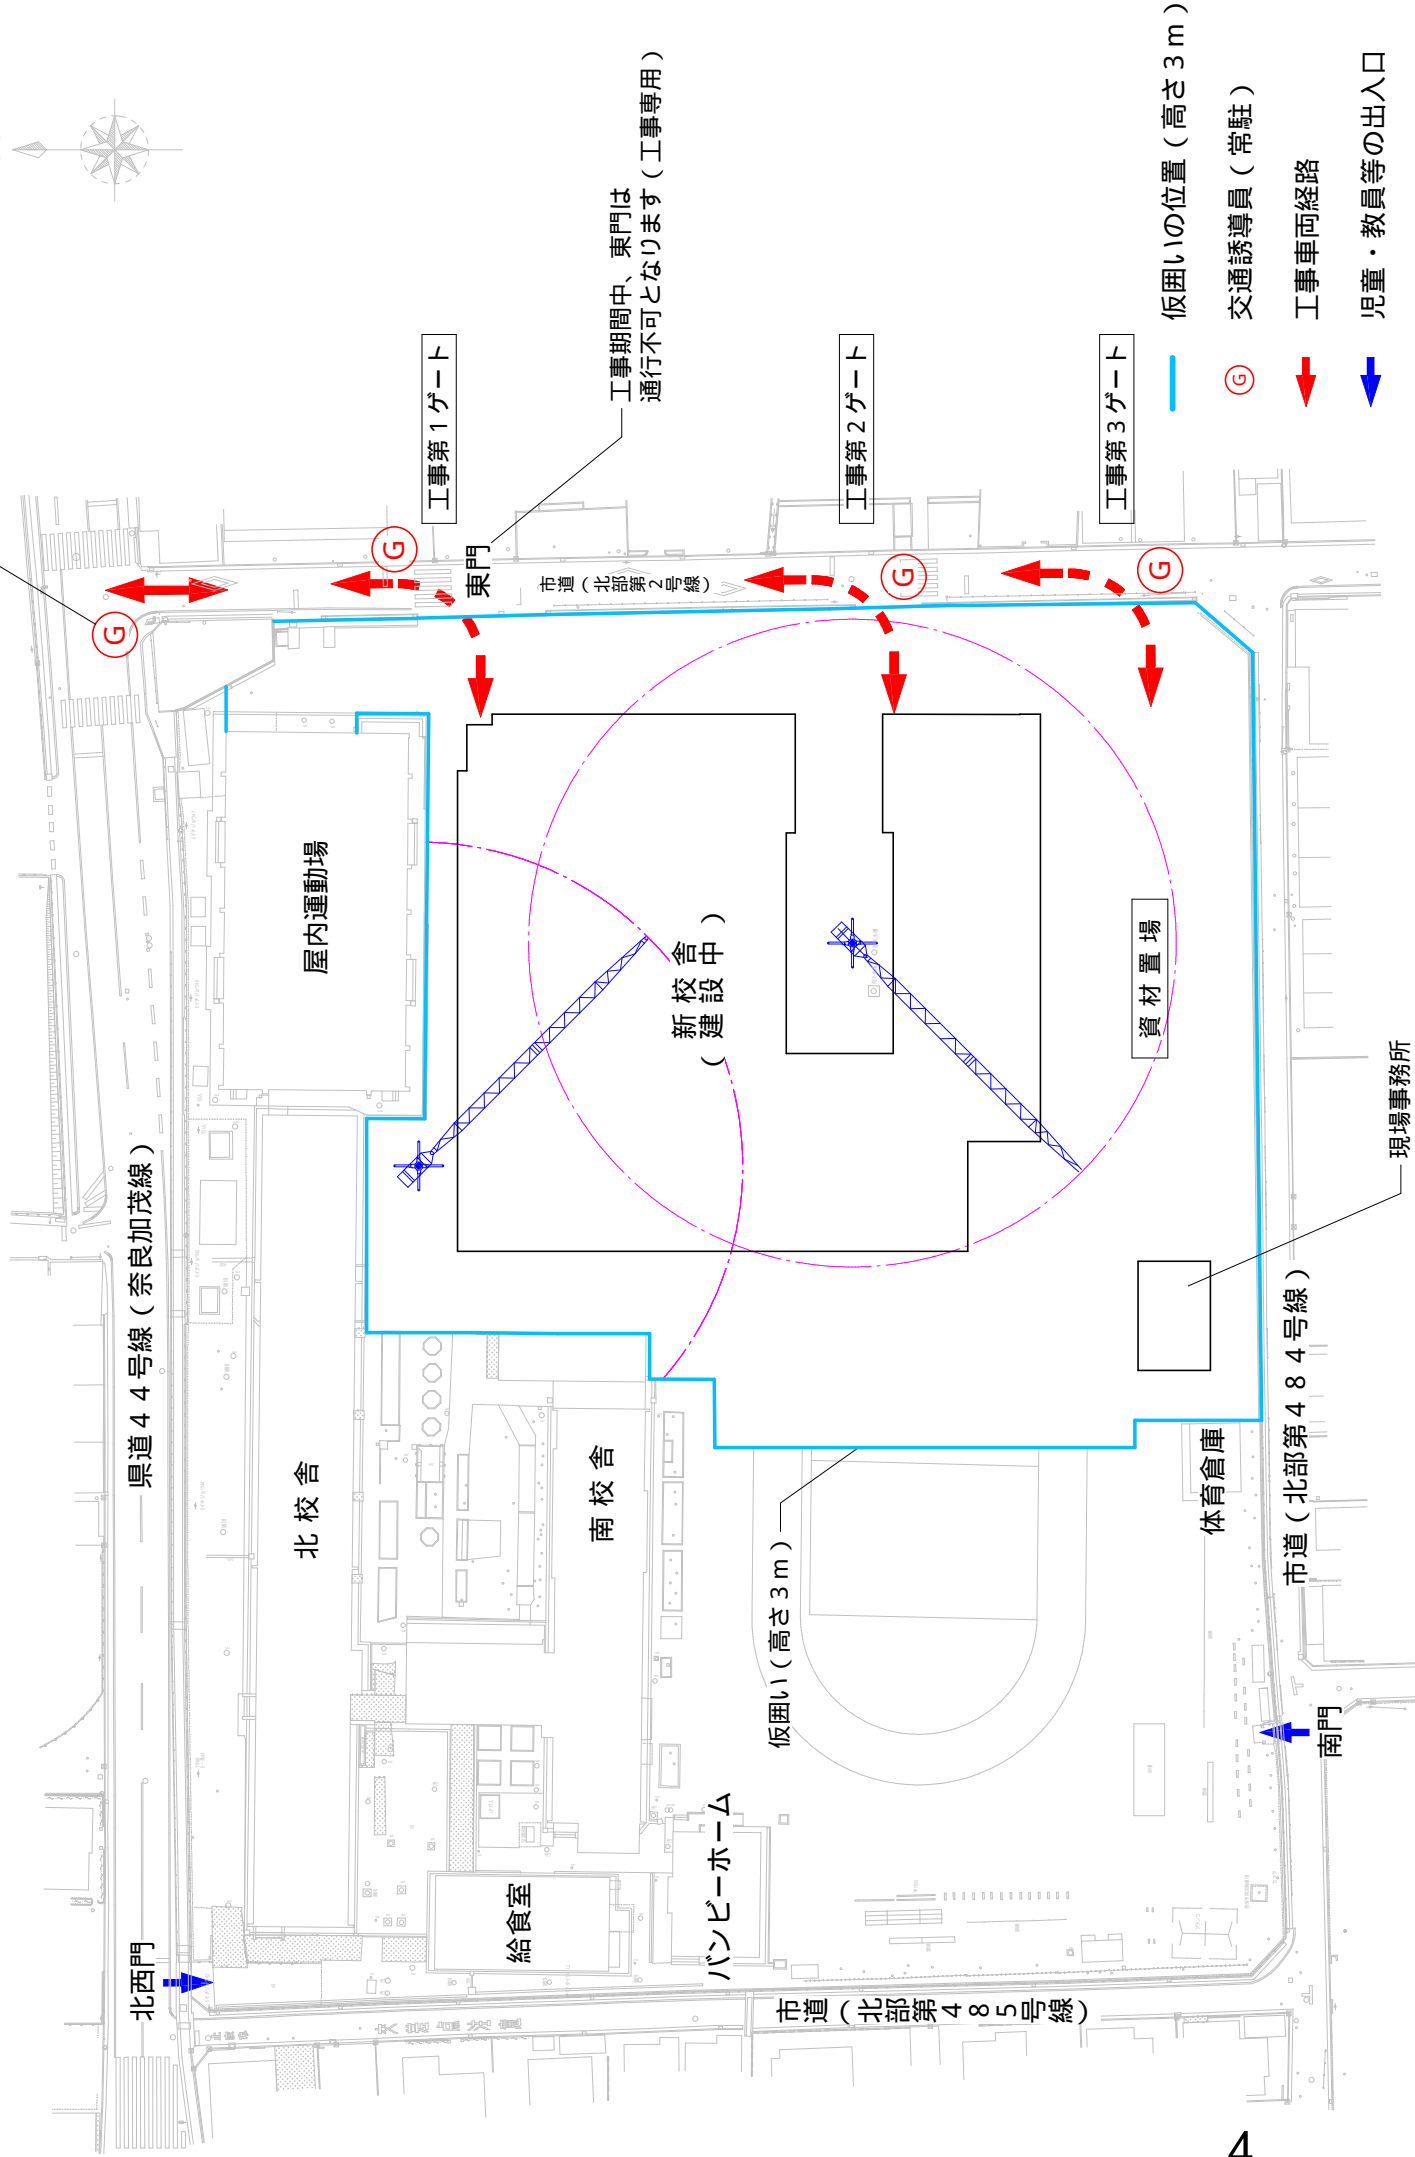 県道44号線（奈良加茂線）
北西門
屋内運動場
北 校 舎
南 校 舎
給食室
バンビーホーム
新 校 舎
（ 建 設 中 ）
工事第１ゲート
東門
工事期間中、東門は
通行不可となります（工事専用）
市道（北部第２号線）
工事第２ゲート
工事第３ゲート
資 材 置 場
現場事務所
仮囲い（高さ３ｍ）
体育倉庫
市道（北部第４８４号線）
南門
市道（北部第４８５号線）
G
G
G
G
仮囲いの位置（高さ３ｍ）
G
交通誘導員（常駐）
工事車両経路
児童・教員等の出入口
4